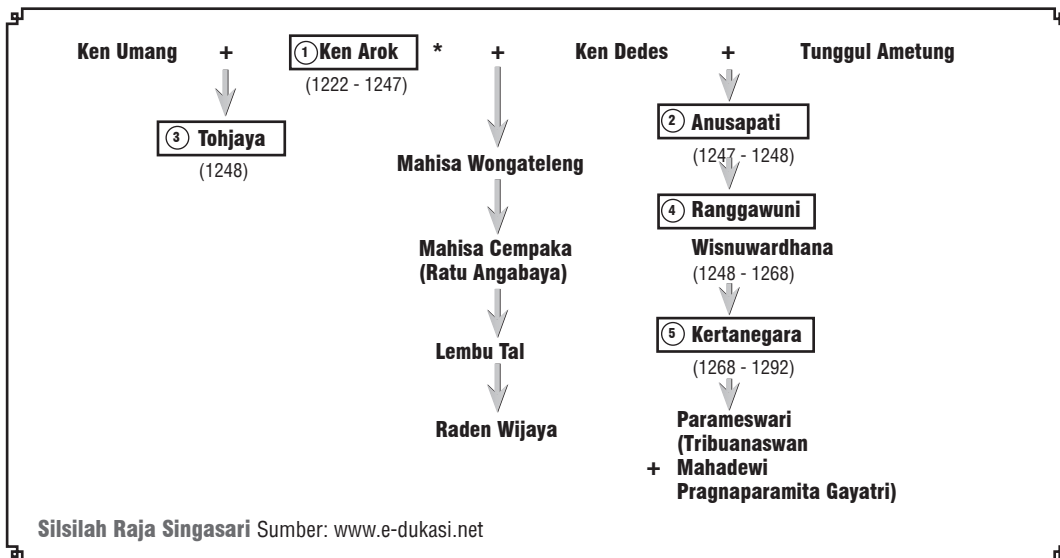 Ken Umang + ① Ken Arok * + Ken Dedes + Tunggul Ametung
(1222 - 1247)
③ Tohjaya
(1248)
② Anusapati
(1247 - 1248)
Mahisa Wongateleng
④ Ranggawuni
Wisnuwardhana
(1248 - 1268)
Mahisa Cempaka
(Ratu Angabaya)
⑤ Kertanegara
(1268 - 1292)
Lembu Tal
Raden Wijaya
Parameswari
(Tribuanaswan
+ Mahadewi
Pragnaparamita Gayatri)
Silsilah Raja Singasari Sumber: www.e-dukasi.net